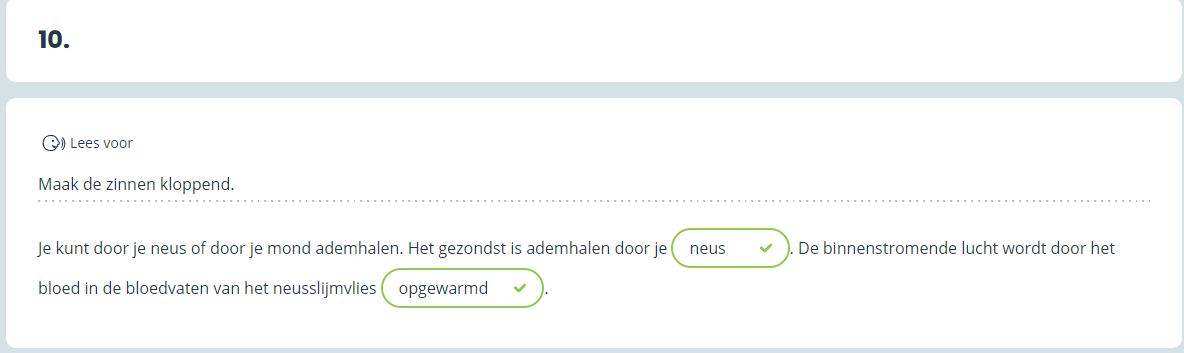 10.
Lees voor
Maak de zinnen kloppend.
Je kunt door je neus of door je mond ademhalen. Het gezondst is ademhalen door je neus . De binnenstromende lucht wordt door het
bloed in de bloedvaten van het neusslijmvlies opgewarmd .